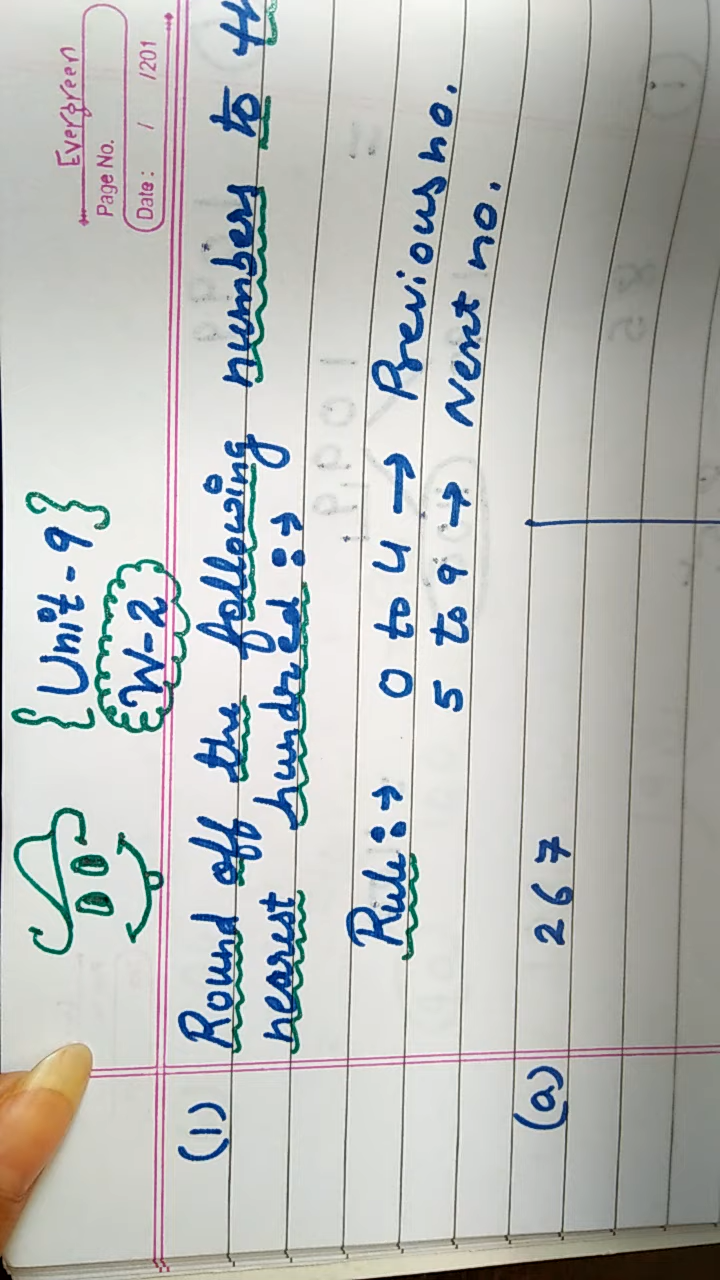 Evergreen
Page No.
Date: / /201
{Unit-9}
W-2
(1) Round off the following numbers to
nearest hundred :→
Rule :→ 0 to 4 → Previous no.
5 to 9 → Next no.
(a) 267